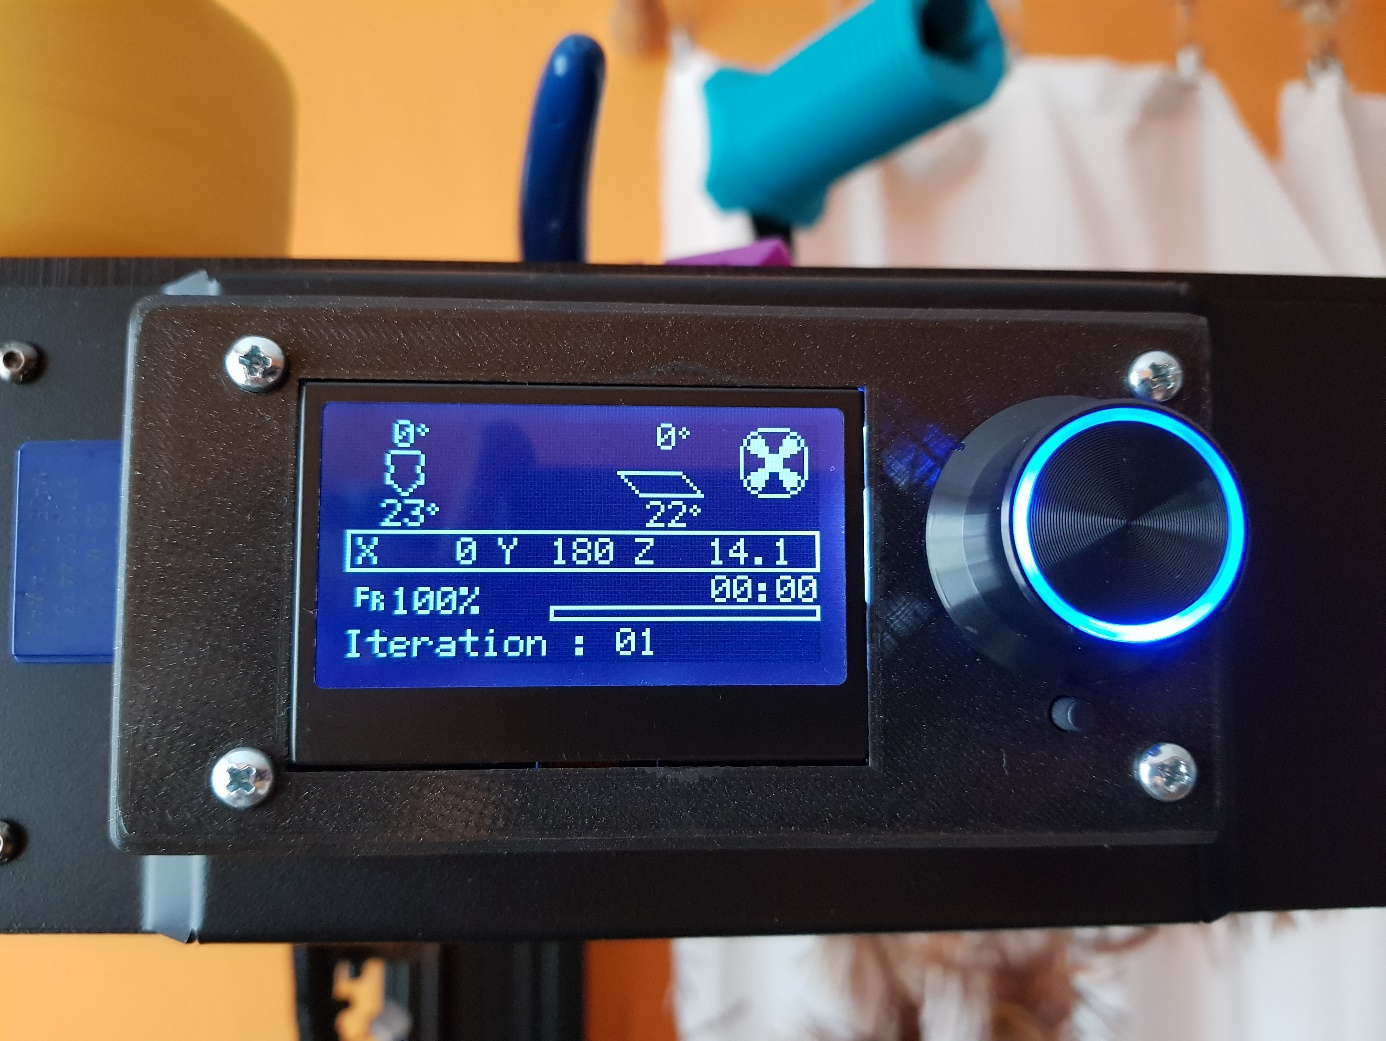 0° 0°
23° 22°
X 0 Y 180 Z 14.1
00:00
FR 100%
Iteration : 01